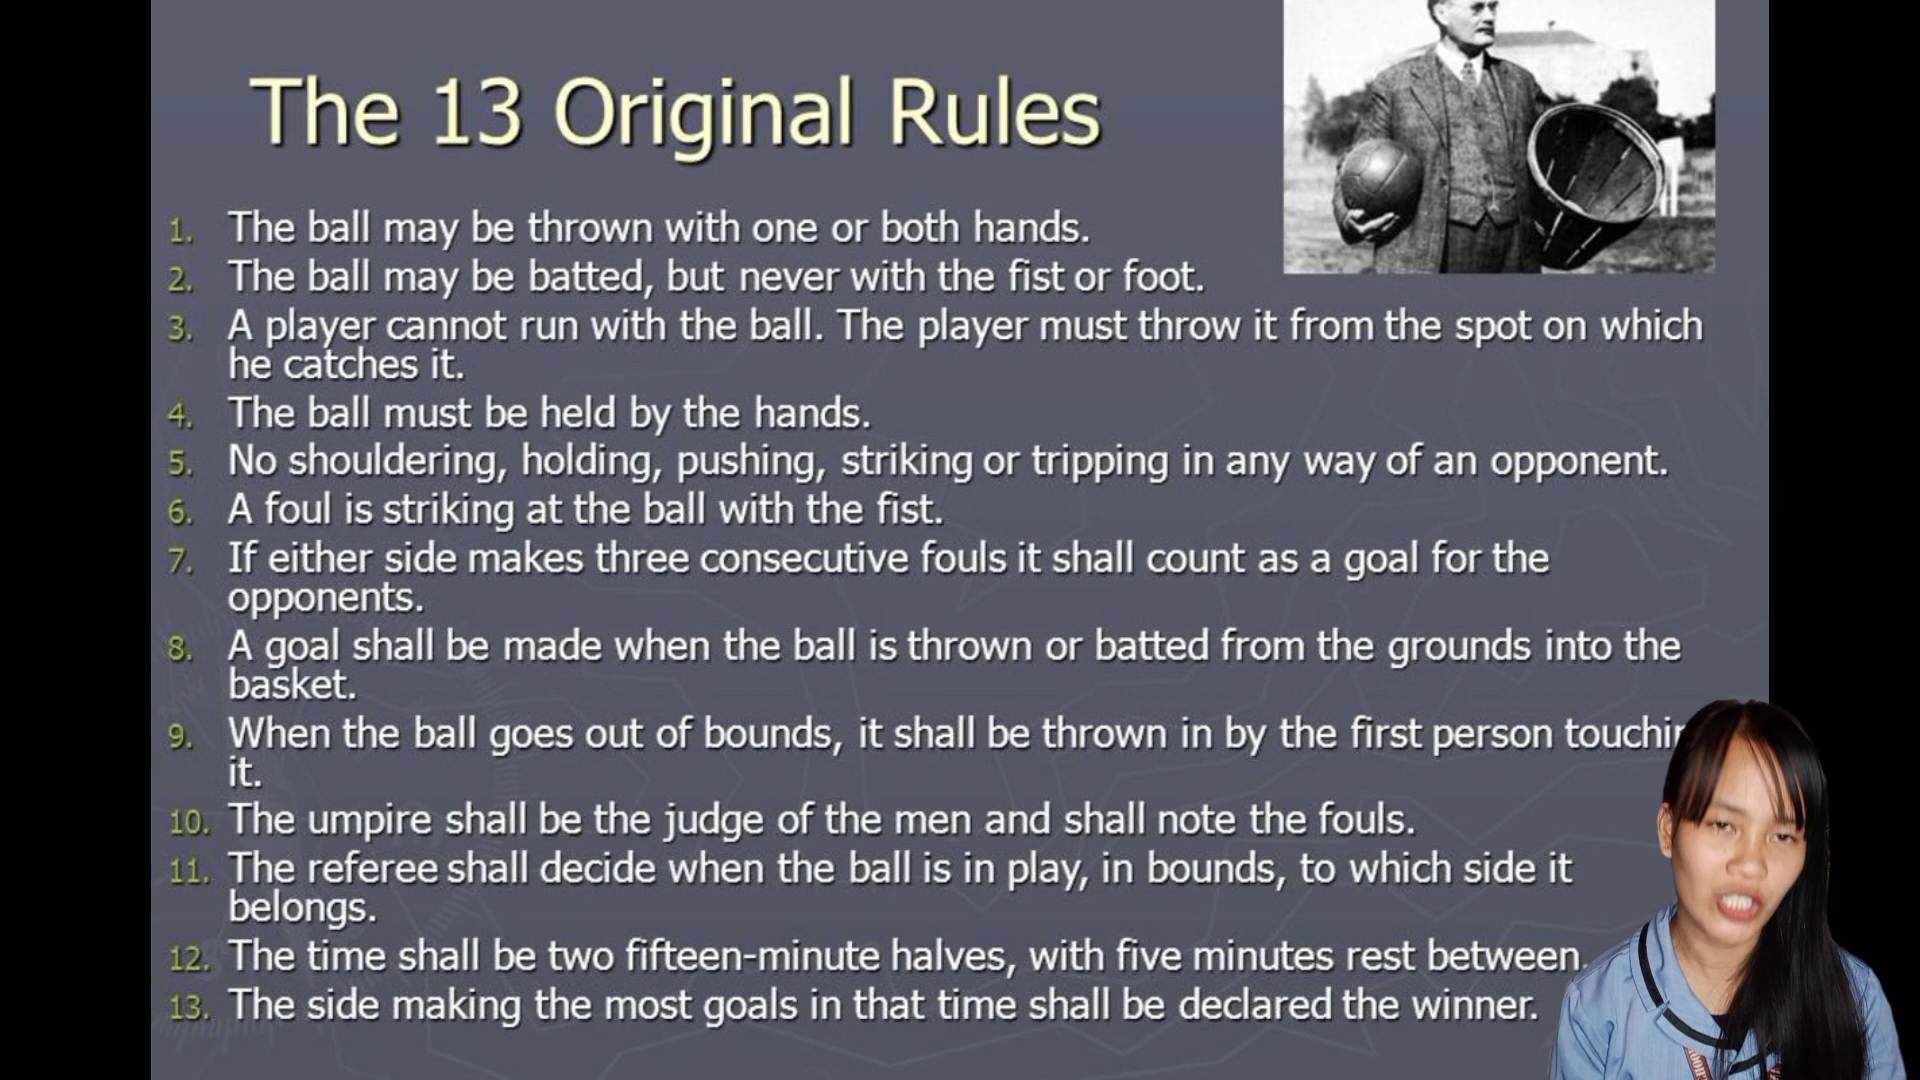 The 13 Original Rules
1. The ball may be thrown with one or both hands.
2. The ball may be batted, but never with the fist or foot.
3. A player cannot run with the ball. The player must throw it from the spot on which
he catches it.
4. The ball must be held by the hands.
5. No shouldering, holding, pushing, striking or tripping in any way of an opponent.
6. A foul is striking at the ball with the fist.
7. If either side makes three consecutive fouls it shall count as a goal for the
opponents.
8. A goal shall be made when the ball is thrown or batted from the grounds into the
basket.
9. When the ball goes out of bounds, it shall be thrown in by the first person
it.
10. The umpire shall be the judge of the men and shall note the fouls.
11. The referee shall decide when the ball is in play, in bounds, to which side it
belongs.
12. The time shall be two fifteen-minute halves, with five minutes rest between.
13. The side making the most goals in that time shall be declared the winner.